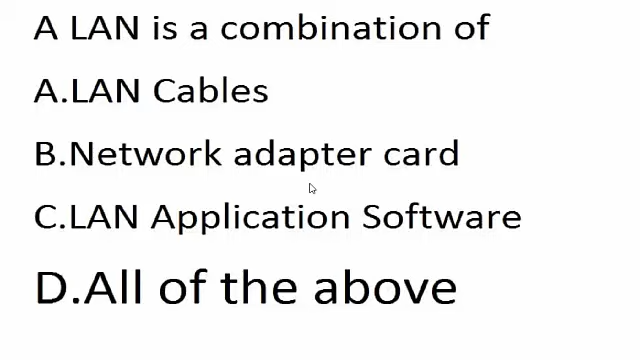 A LAN is a combination of
A.LAN Cables
B.Network adapter card
C.LAN Application Software
D.All of the above